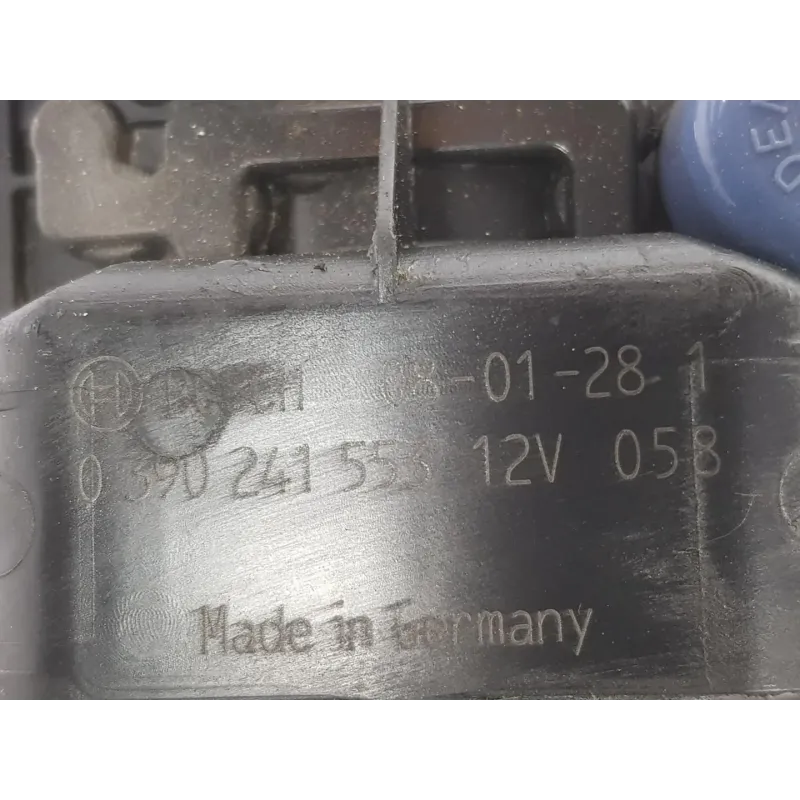 BOSCH 08-01-28 1
0 390 241 553 12V 058
Made in Germany